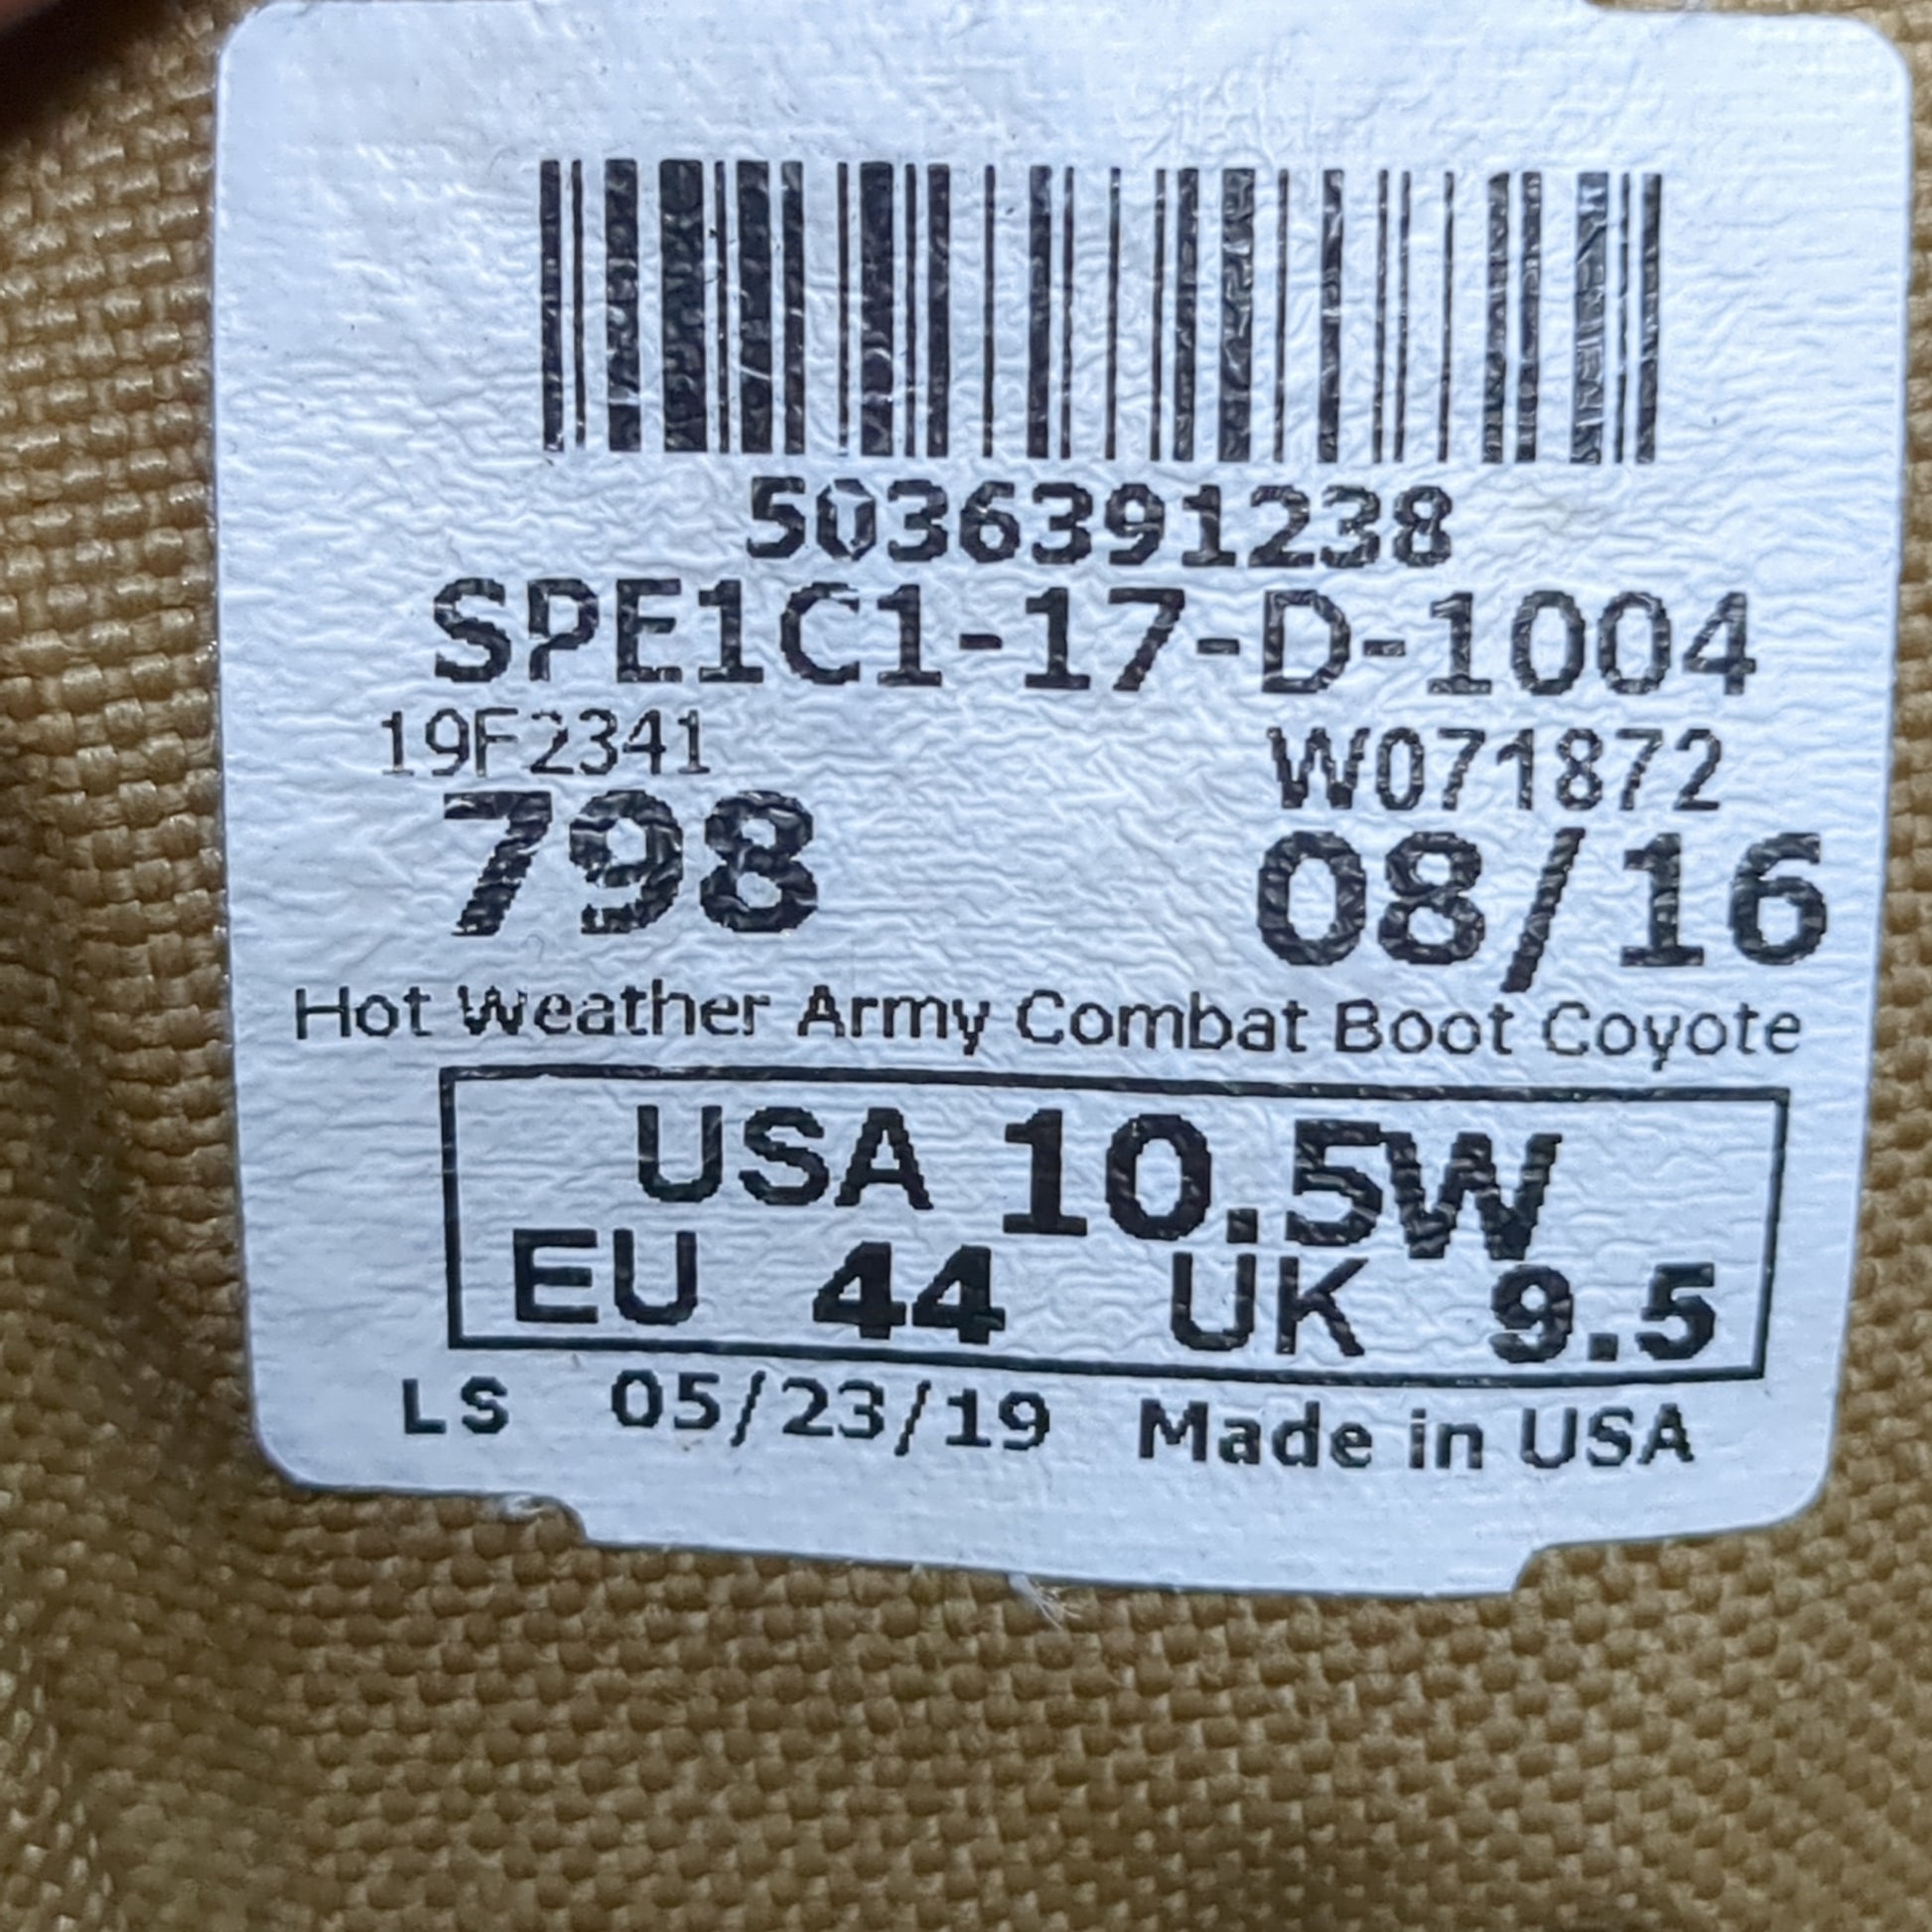 5036391238
SPE1C1-17-D-1004
19F2341 W071872
798 08/16
Hot Weather Army Combat Boot Coyote
USA 10.5W
EU 44 UK 9.5
LS 05/23/19 Made in USA